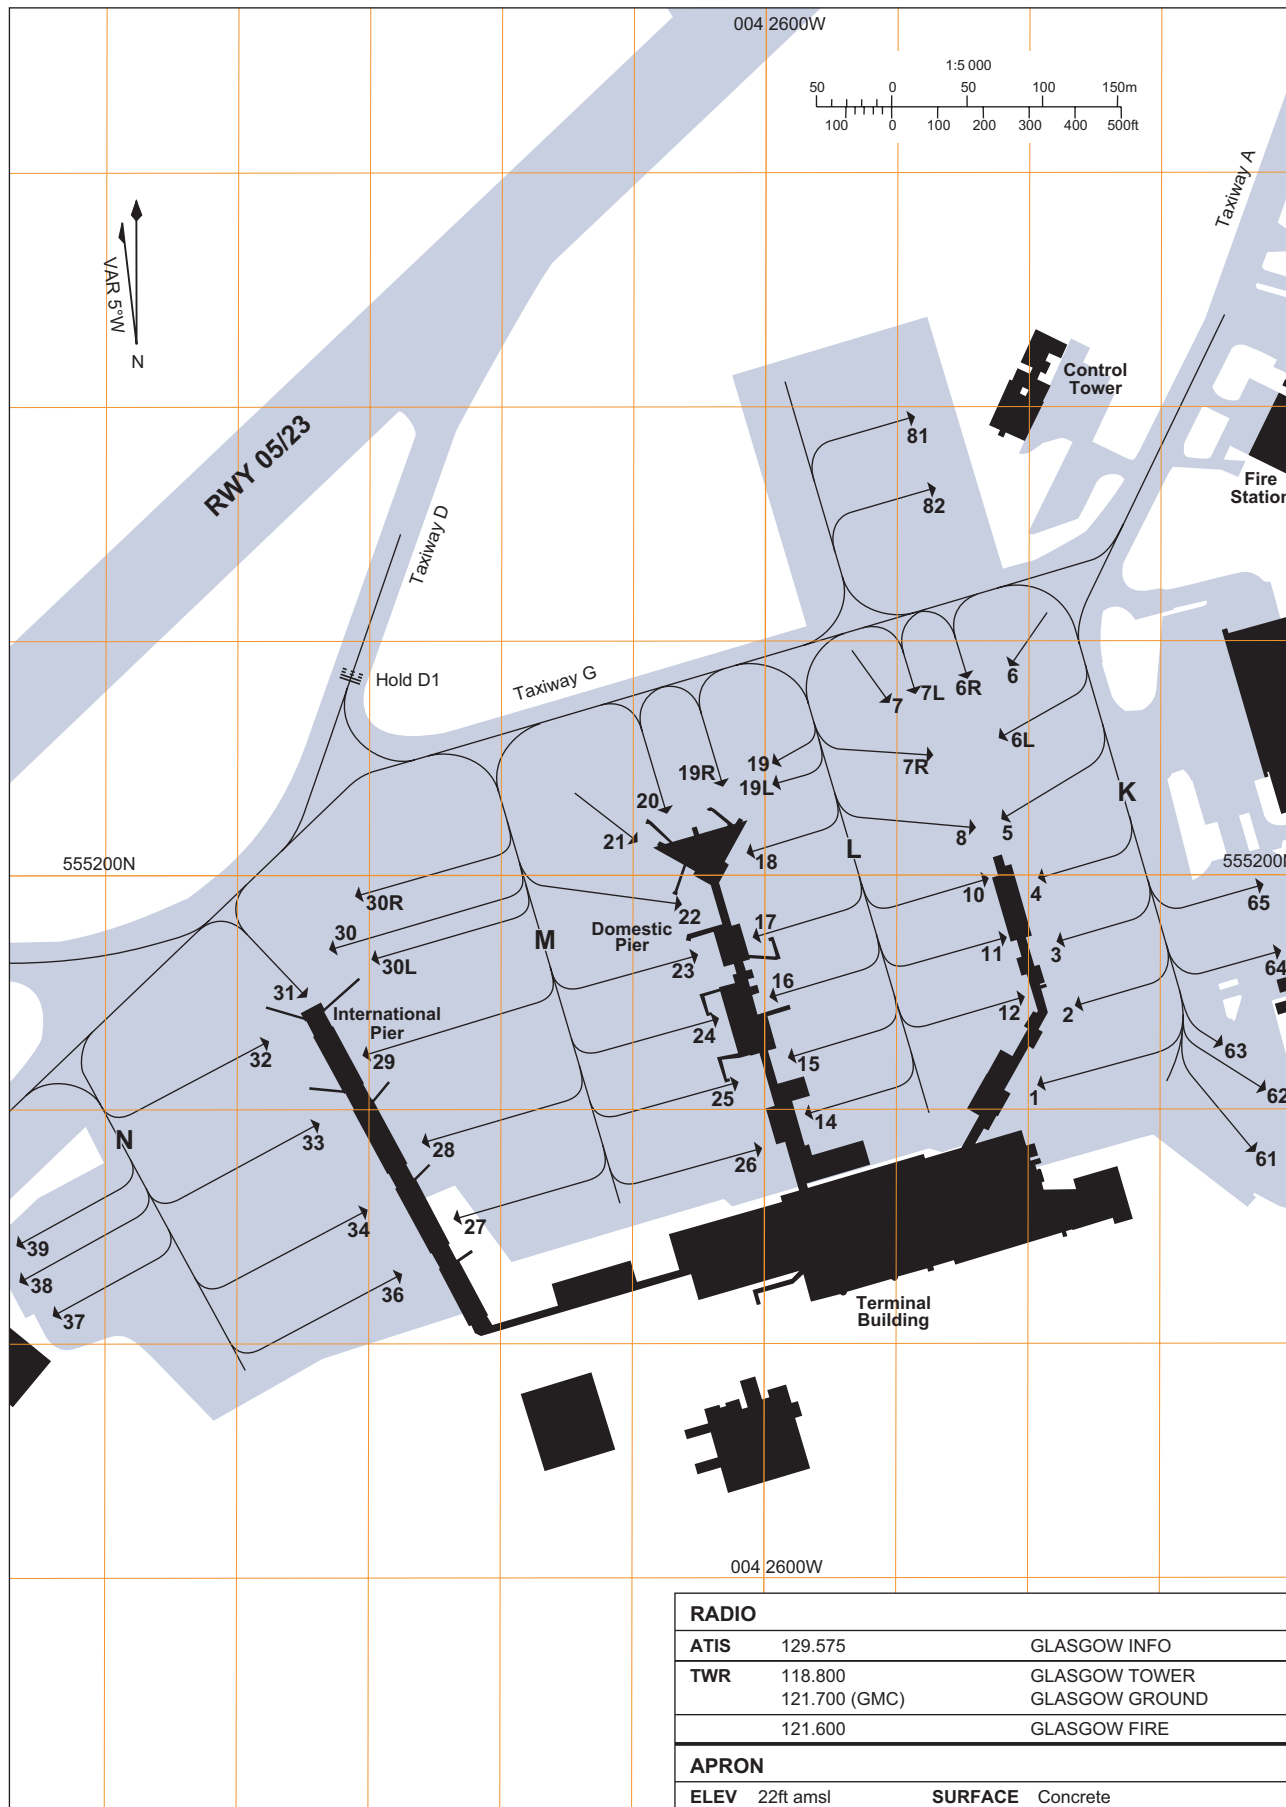 004 2600W
1:5 000
50 0 50 100 150m
100 0 100 200 300 400 500ft
Taxiway A
VAR 5°W
N
Control
Tower
RWY 05/23
81
Fire
Station
82
Taxiway D
Hold D1
Taxiway G
6
6R
7L
7
6L
7R
19
19R
19L
K
20
21
5
8
L
18
555200N
555200N
4
10
65
30R
22
17
30
Domestic
Pier
M
11
3
23
30L
64
31
16
International
Pier
12
2
24
32
29
15
63
25
1
62
14
33
N
28
26
61
34
27
39
38
36
37
Terminal
Building
004 2600W
RADIO
ATIS 129.575 GLASGOW INFO
TWR 118.800 GLASGOW TOWER
121.700 (GMC) GLASGOW GROUND
121.600 GLASGOW FIRE
APRON
ELEV 22ft amsl SURFACE Concrete